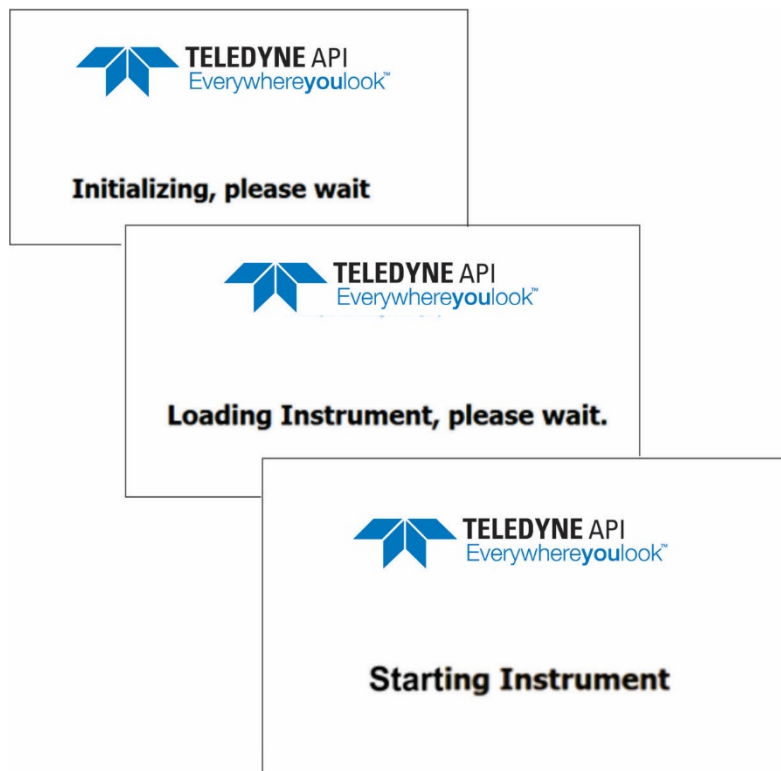 TELEDYNE API
Everywhereyoulook™
Initializing, please wait
TELEDYNE API
Everywhereyoulook™
Loading Instrument, please wait.
TELEDYNE API
Everywhereyoulook™
Starting Instrument